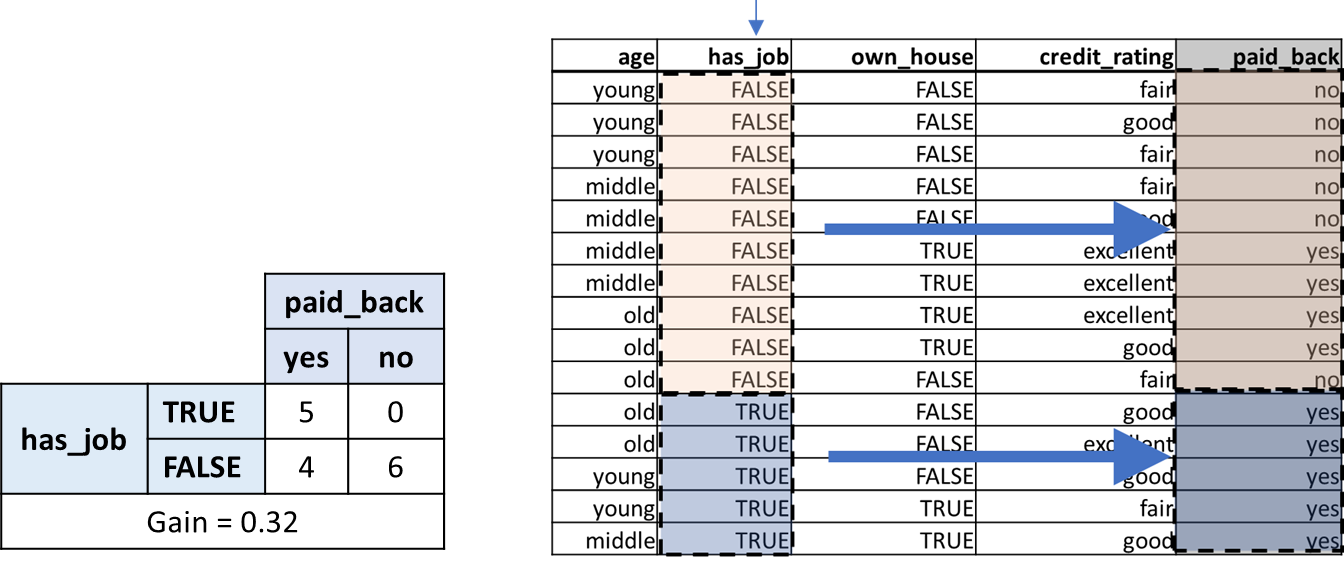 paid_back
yes no
has_job TRUE 5 0
FALSE 4 6
Gain = 0.32
age has_job own_house credit_rating paid_back
young FALSE FALSE fair no
young FALSE FALSE good no
young FALSE FALSE fair no
middle FALSE FALSE fair no
middle FALSE FALSE no
middle FALSE TRUE excellent yes
middle FALSE TRUE excellent yes
old FALSE TRUE excellent yes
old FALSE TRUE good yes
old FALSE FALSE fair no
old TRUE FALSE good yes
old TRUE FALSE excellent yes
young TRUE FALSE good yes
young TRUE TRUE fair yes
middle TRUE TRUE good yes